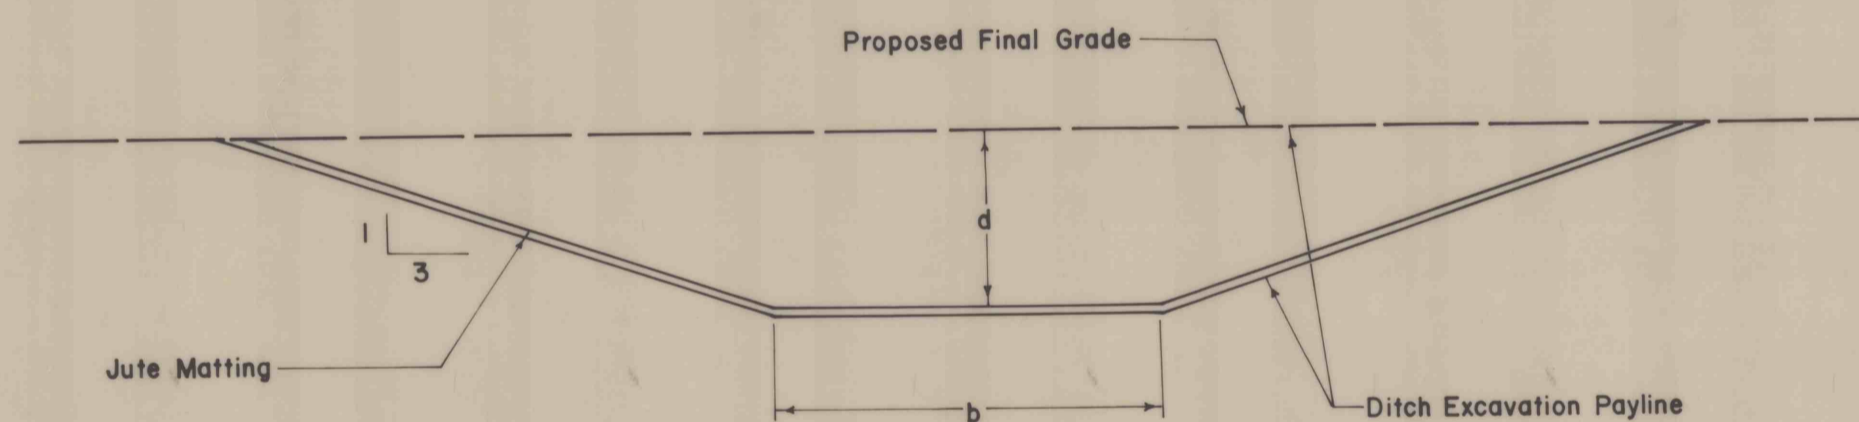 Proposed Final Grade
d
1
3
Jute Matting
b
Ditch Excavation Payline